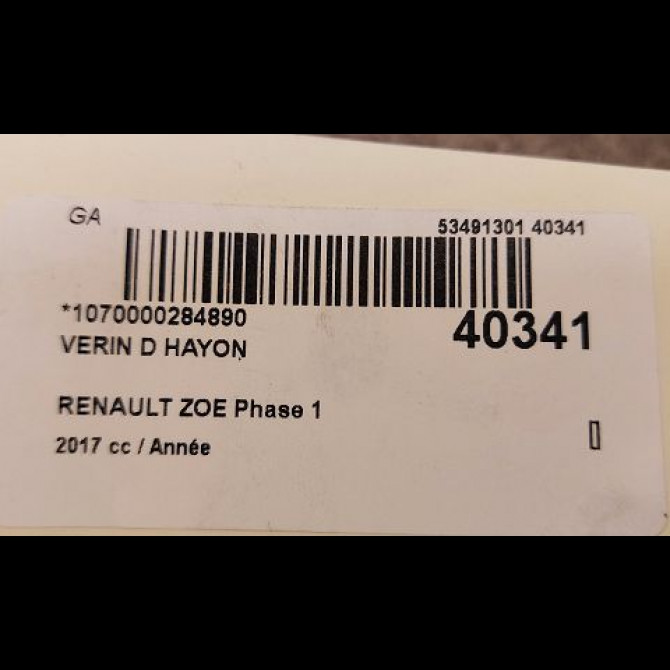 GA
53491301 40341
*1070000284890
40341
VERIN D HAYON
RENAULT ZOE Phase 1
2017 cc / Année